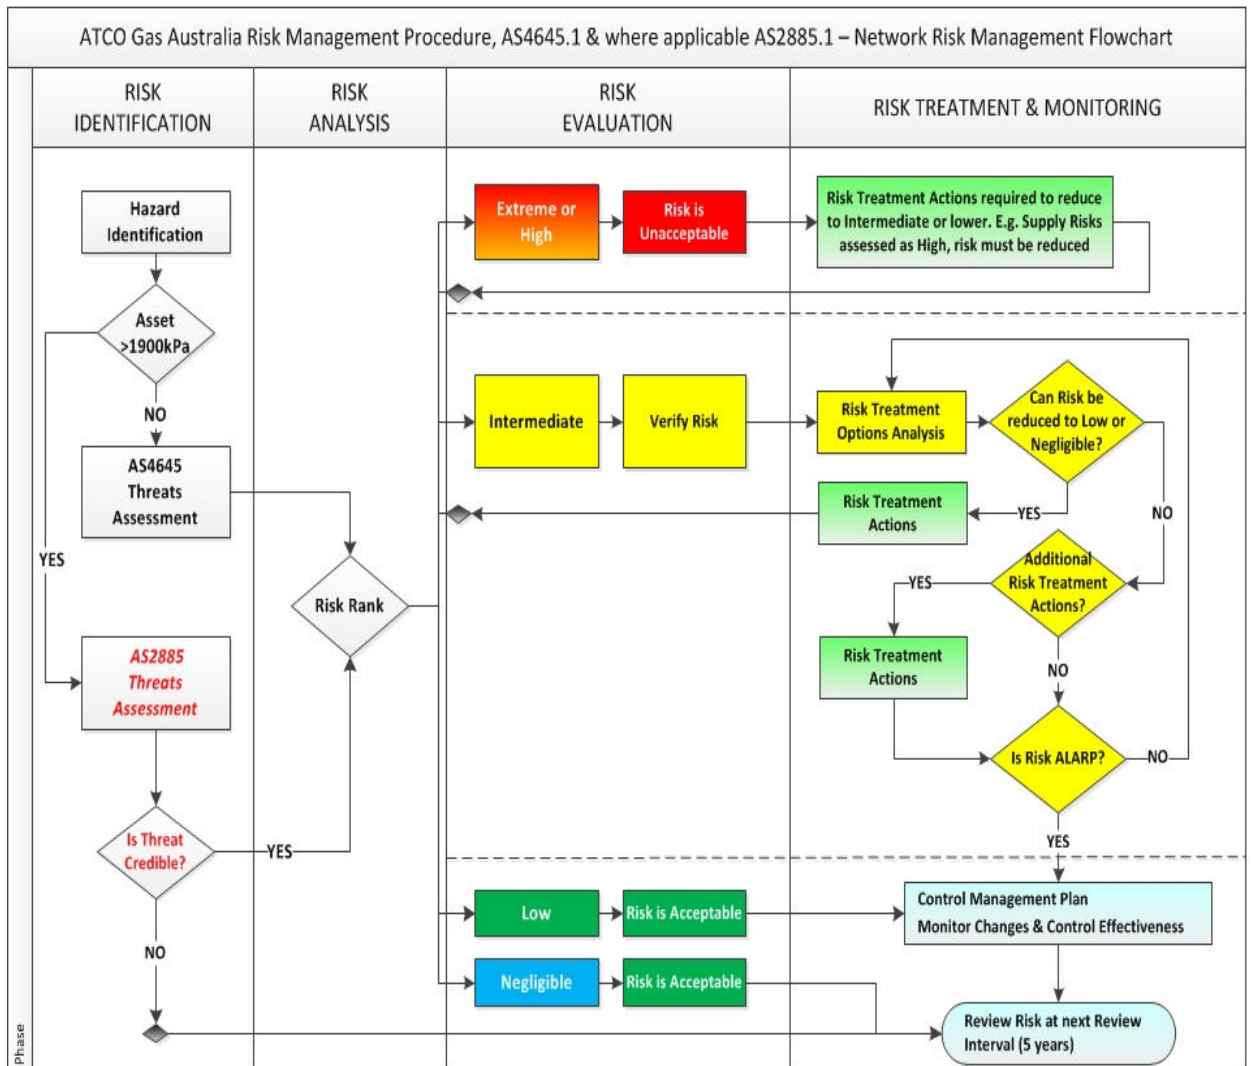 ATCO Gas Australia Risk Management Procedure, AS4645.1 & where applicable AS2885.1 – Network Risk Management Flowchart
RISK
IDENTIFICATION
RISK
ANALYSIS
RISK
EVALUATION
RISK TREATMENT & MONITORING
Hazard
Identification
Asset
>1900kPa
NO
AS4645
Threats
Assessment
YES
AS2885
Threats
Assessment
Is Threat
Credible?
YES
NO
Risk Rank
Extreme or
High
Risk is
Unacceptable
Risk Treatment Actions required to reduce
to Intermediate or lower. E.g. Supply Risks
assessed as High, risk must be reduced
Intermediate
Verify Risk
Risk Treatment
Options Analysis
Can Risk be
reduced to Low or
Negligible?
YES
NO
Risk Treatment
Actions
Additional
Risk Treatment
Actions?
YES
NO
Risk Treatment
Actions
Is Risk ALARP?
NO
YES
Low
Risk is Acceptable
Control Management Plan
Monitor Changes & Control Effectiveness
Negligible
Risk is Acceptable
Review Risk at next Review
Interval (5 years)
Phase